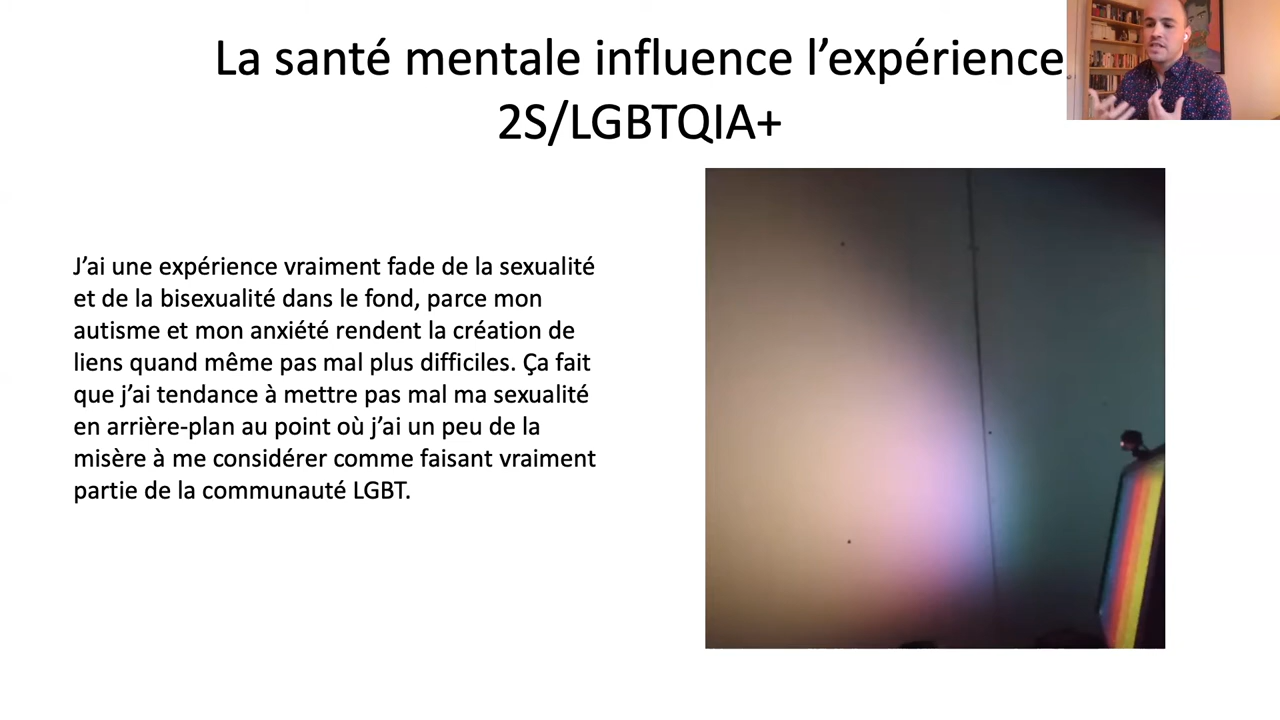 La santé mentale influence l’expérience
2S/LGBTQIA+
J’ai une expérience vraiment fade de la sexualité
et de la bisexualité dans le fond, parce mon
autisme et mon anxiété rendent la création de
liens quand même pas mal plus difficiles. Ça fait
que j’ai tendance à mettre pas mal ma sexualité
en arrière-plan au point où j’ai un peu de la
misère à me considérer comme faisant vraiment
partie de la communauté LGBT.